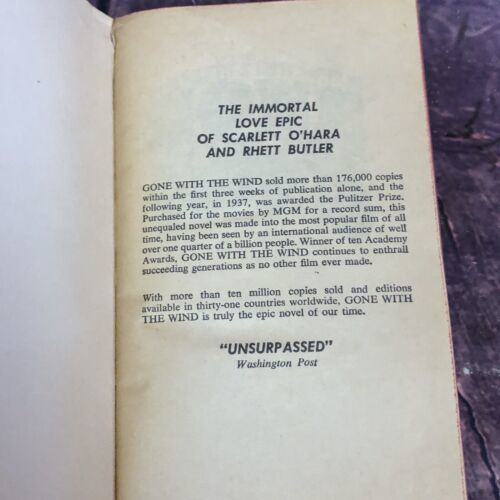 THE IMMORTAL
LOVE EPIC
OF SCARLETT O'HARA
AND RHETT BUTLER
GONE WITH THE WIND sold more than 176,000 copies
within the first three weeks of publication alone, and the
following year, in 1937, was awarded the Pulitzer Prize.
Purchased for the movies by MGM for a record sum, this
unequaled novel was made into the most popular film of all
time, having been seen by an international audience of well
over one quarter of a billion people. Winner of ten Academy
Awards, GONE WITH THE WIND continues to enthrall
succeeding generations as no other film ever made.
With more than ten million copies sold and editions
available in thirty-one countries worldwide, GONE WITH
THE WIND is truly the epic novel of our time.
"UNSURPASSED"
Washington Post